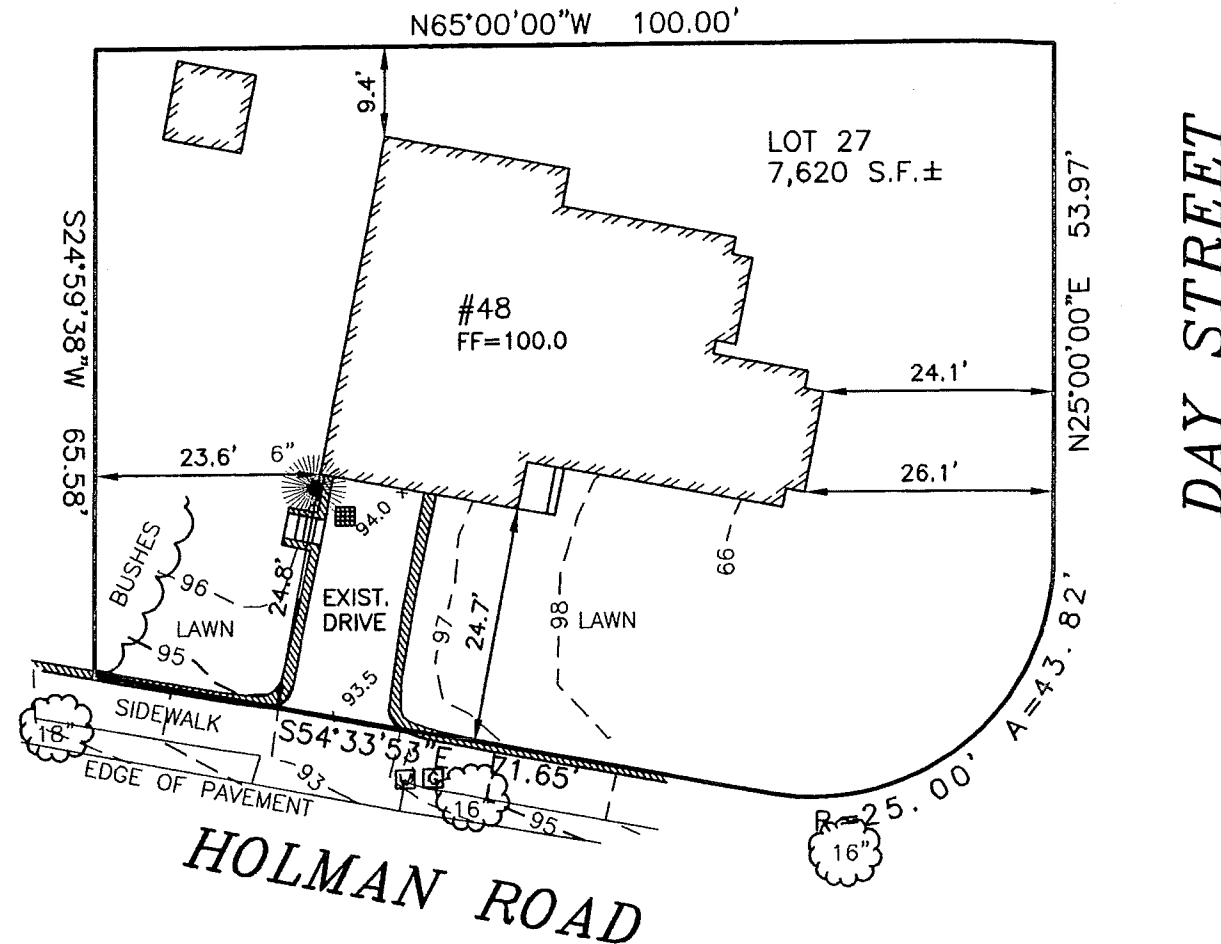 N65°00'00"W 100.00'
9.4'
LOT 27
7,620 S.F.±
DAY STREET
N25°00'00"E 53.97'
S24°59'38"W 65.58'
#48
FF=100.0
24.1'
26.1'
23.6'
6"
94.0
BUSHES
96
24.8'
EXIST.
DRIVE
LAWN
95
97
24.7'
98
LAWN
99
93.5
SIDEWALK
18"
S54°33'53"E 71.65'
EDGE OF PAVEMENT
93
W
G
16"
95
R=25.00'
A=43.82'
16"
HOLMAN ROAD